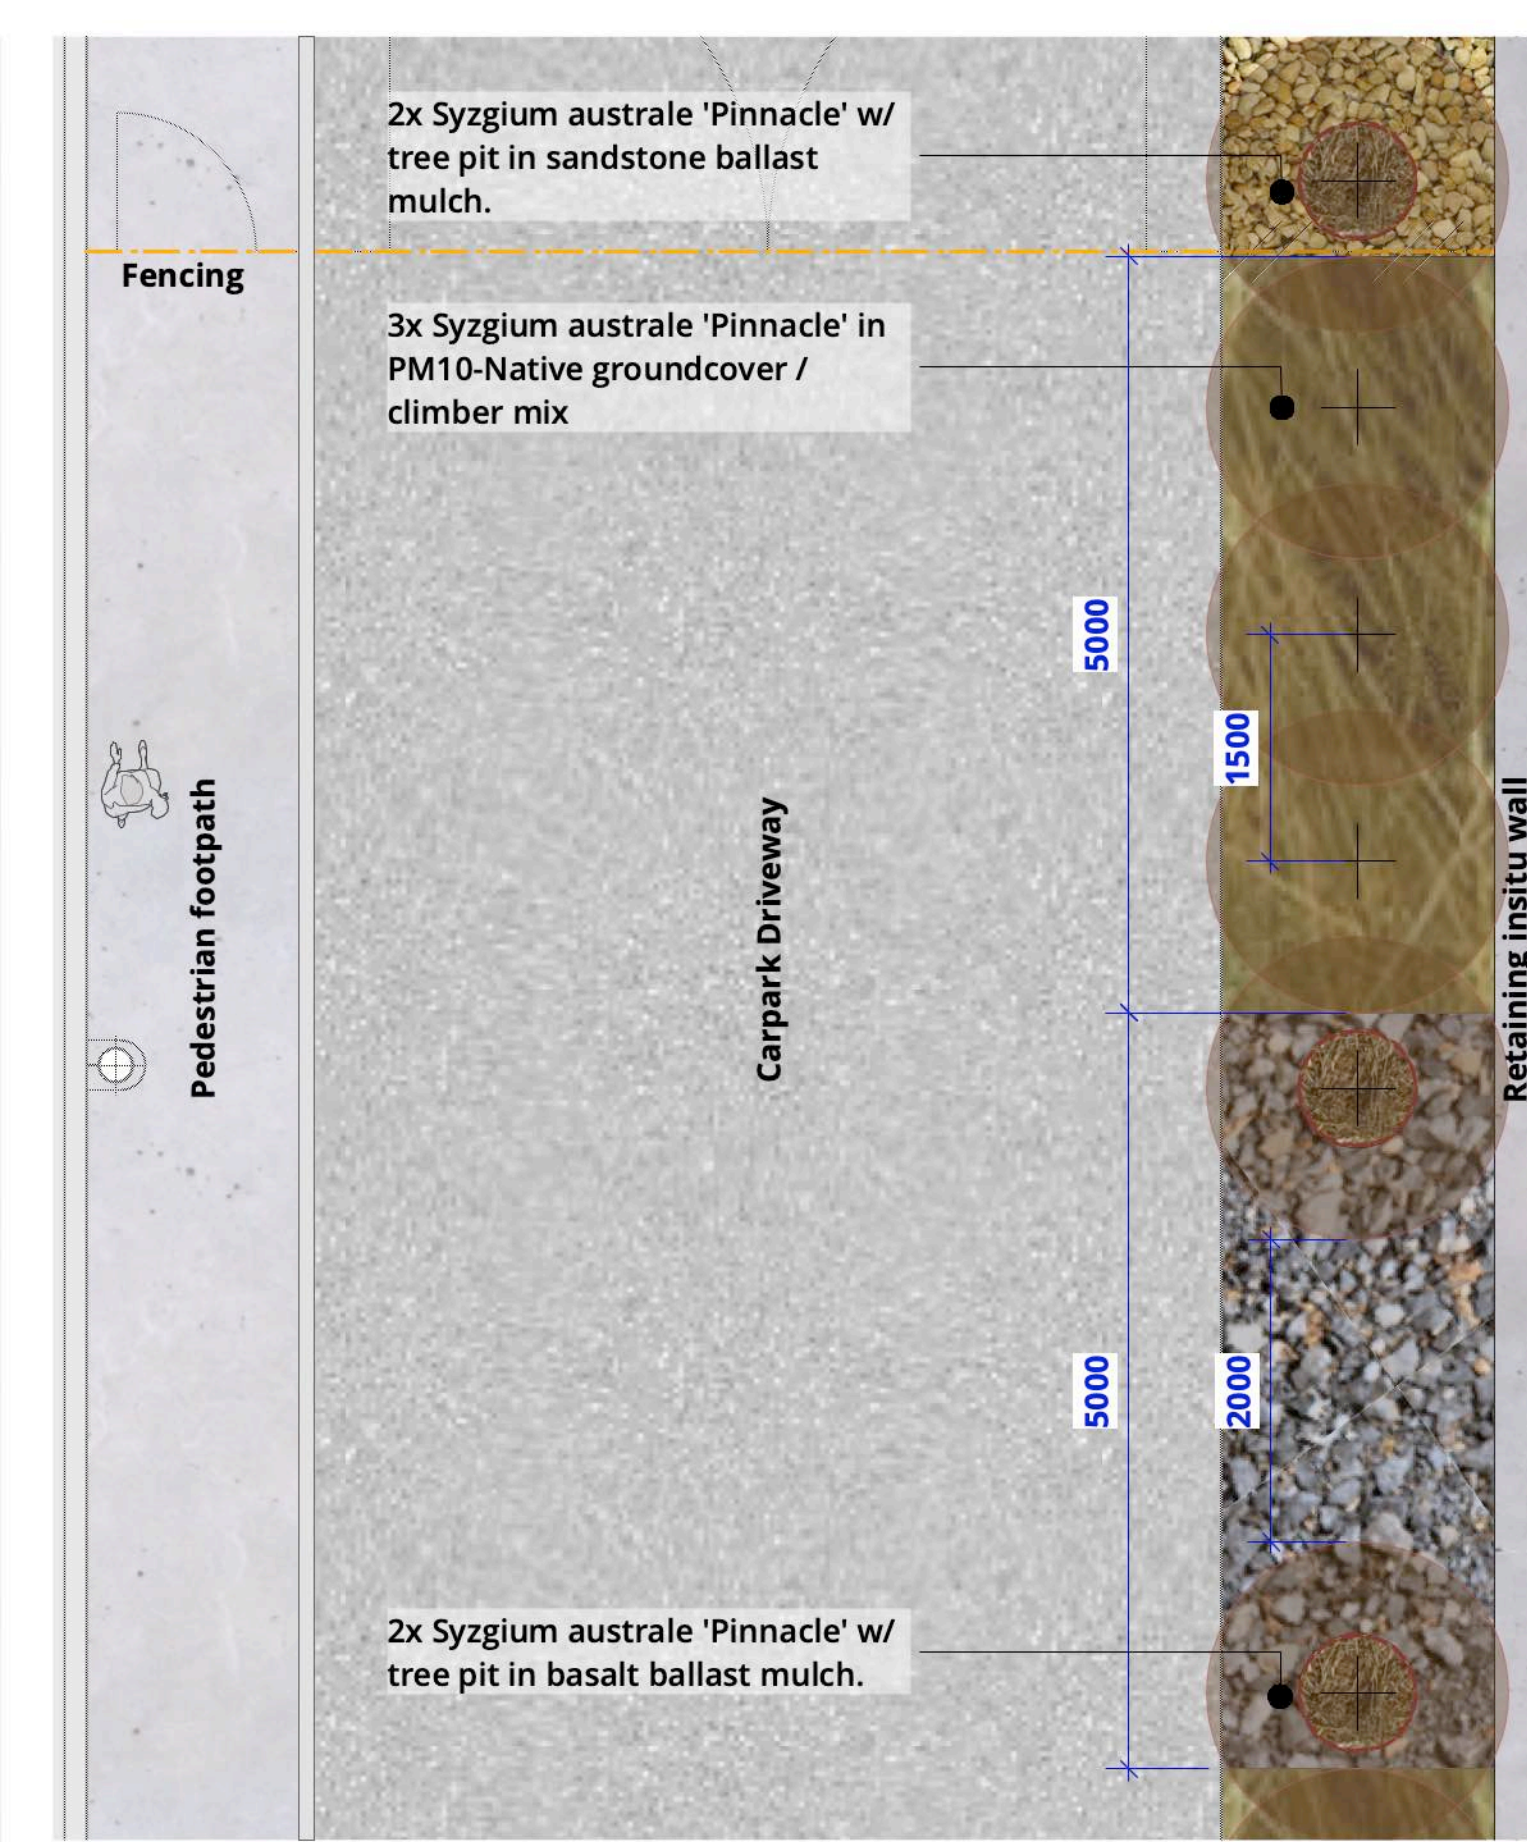 2x Syzgium australe 'Pinnacle' w/
tree pit in sandstone ballast
mulch.
Fencing
3x Syzgium australe 'Pinnacle' in
PM10-Native groundcover /
climber mix
5000
1500
Pedestrian footpath
Carpark Driveway
Retaining insitu wall
5000
2000
2x Syzgium australe 'Pinnacle' w/
tree pit in basalt ballast mulch.